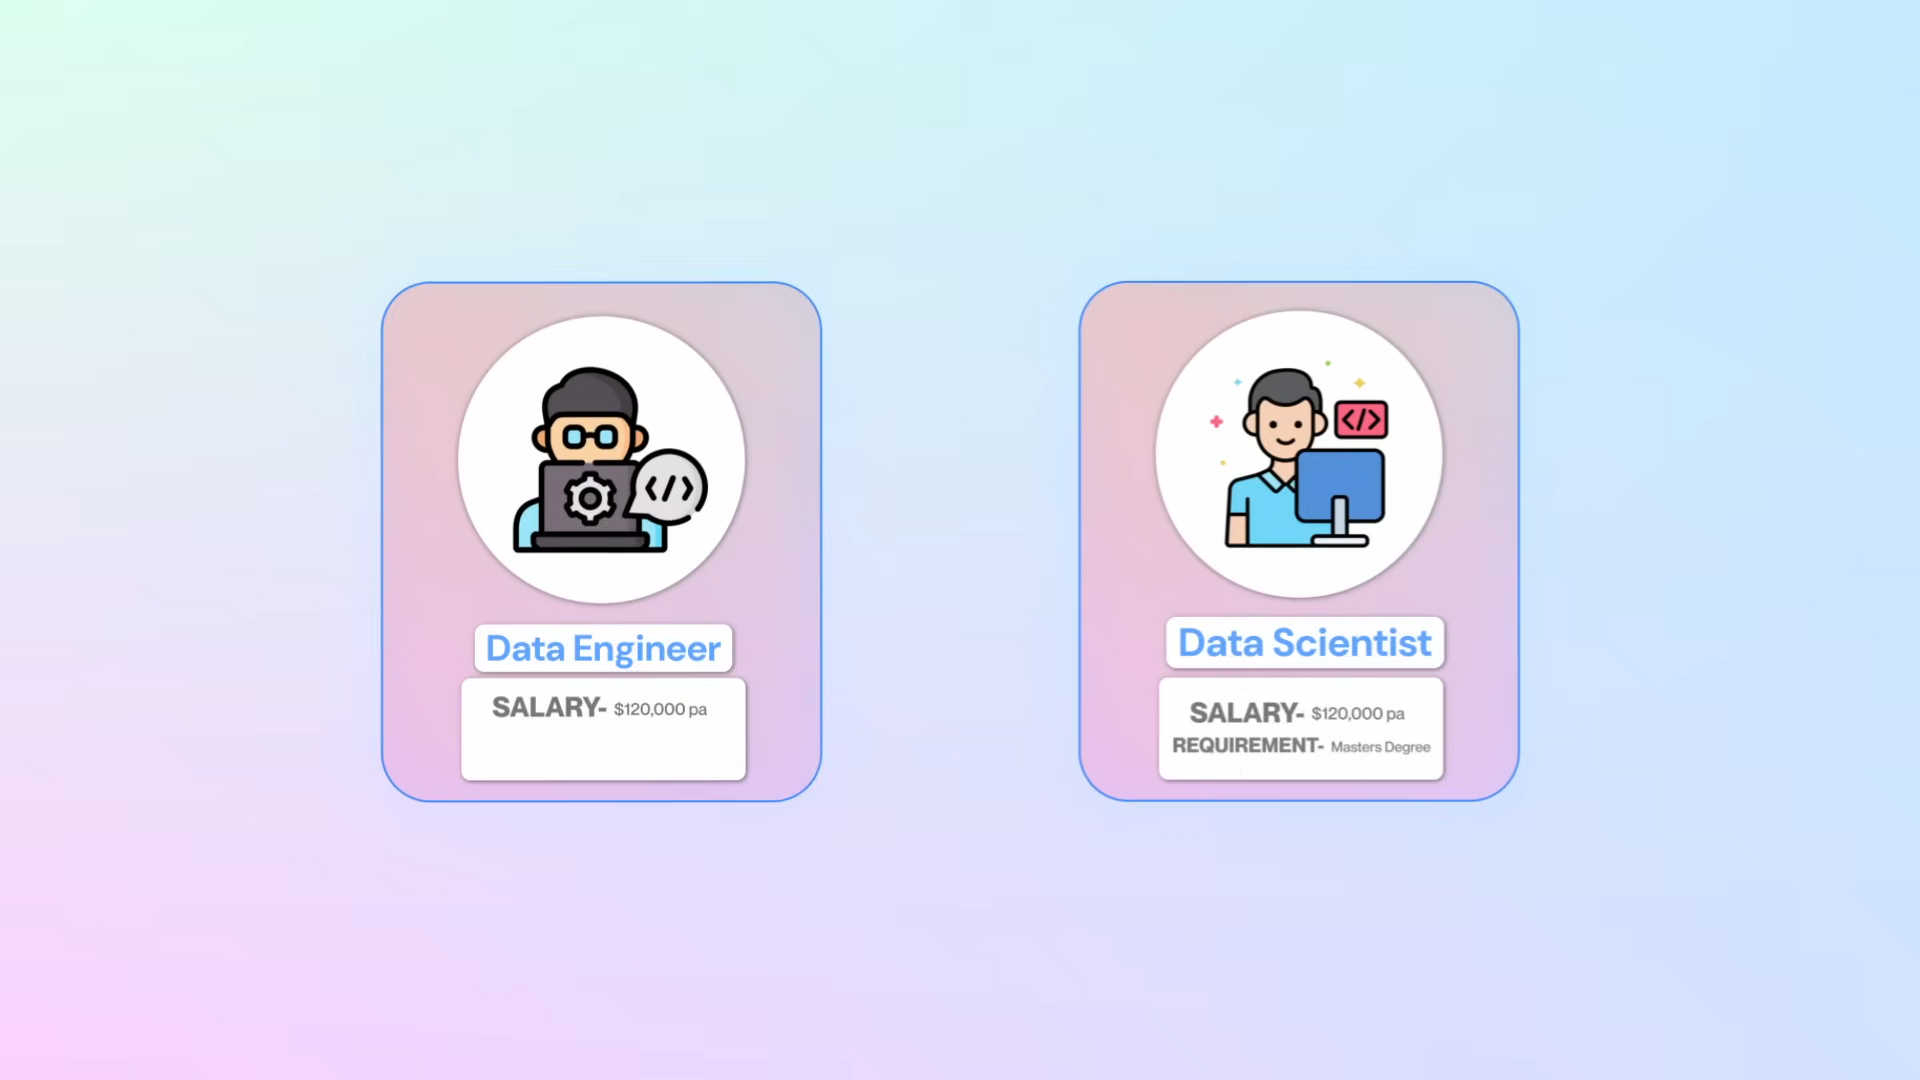 </>
Data Engineer
SALARY- $120,000 pa
</>
Data Scientist
SALARY- $120,000 pa
REQUIREMENT- Masters Degree